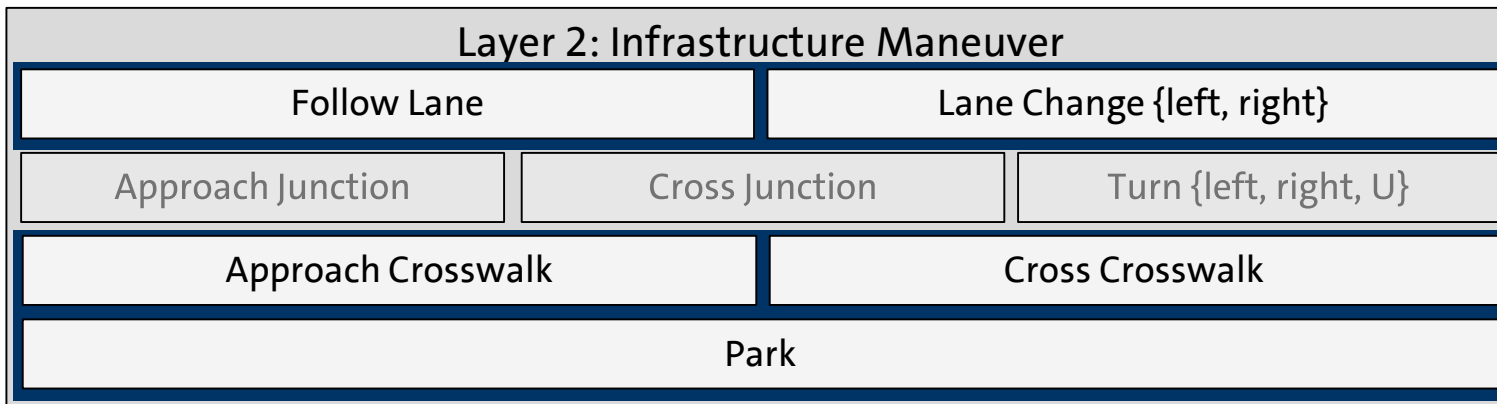 Layer 2: Infrastructure Maneuver
Follow Lane
Lane Change {left, right}
Approach Junction
Cross Junction
Turn {left, right, U}
Approach Crosswalk
Cross Crosswalk
Park